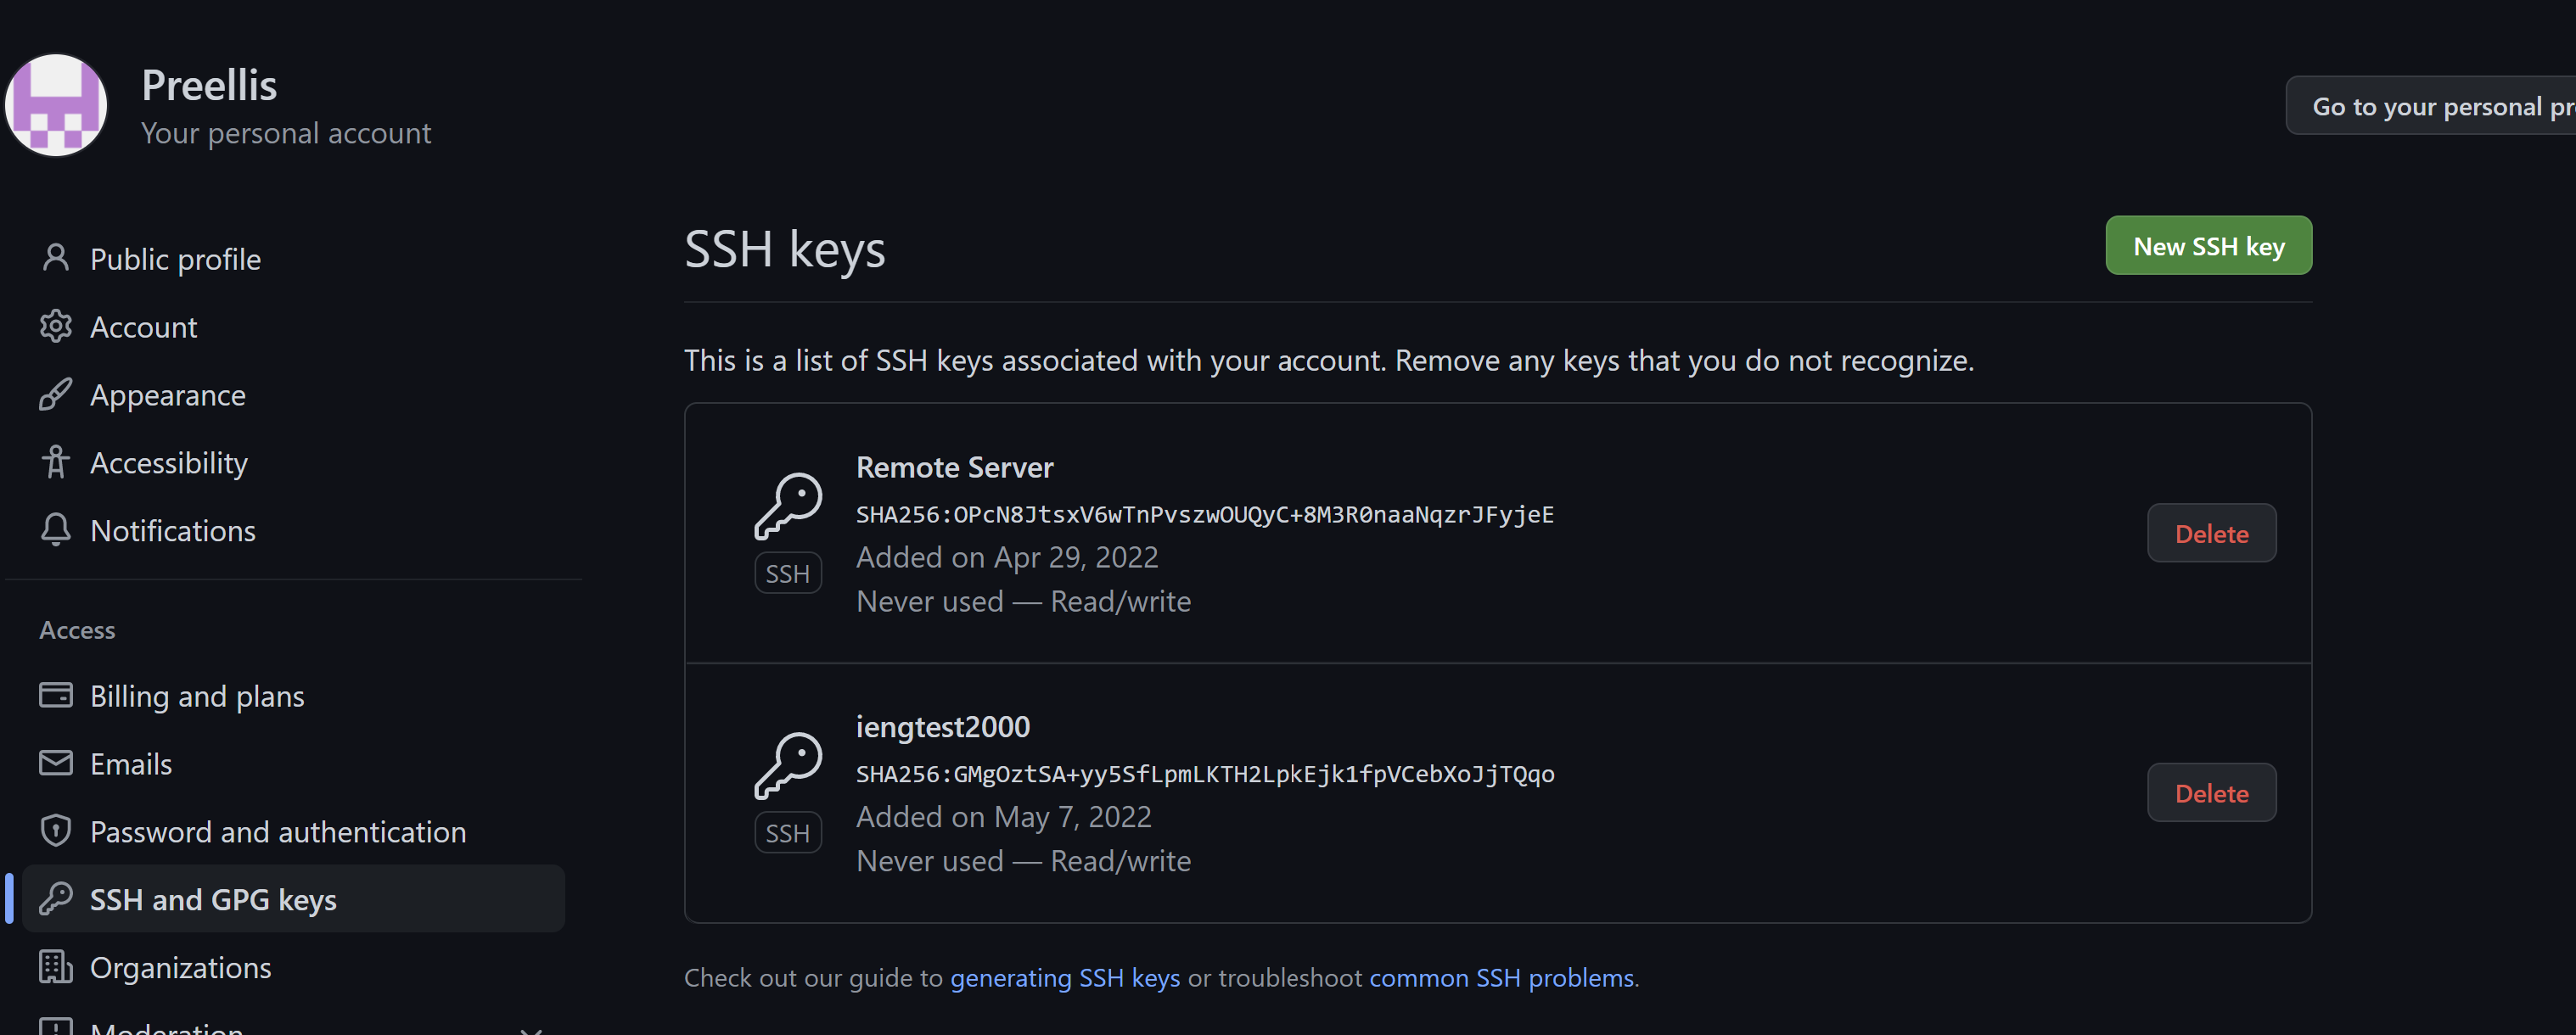 Preellis
Your personal account
Go to your personal pr
Public profile
Account
Appearance
Accessibility
Notifications
Access
Billing and plans
Emails
Password and authentication
SSH and GPG keys
Organizations
Moderation
SSH keys
New SSH key
This is a list of SSH keys associated with your account. Remove any keys that you do not recognize.
Remote Server
SHA256:OPcN8JtsxV6wTnPvszwOUQyC+8M3R0naaNqzrJFyjeE
Added on Apr 29, 2022
Never used — Read/write
SSH
Delete
iengtest2000
SHA256:GMgOztSA+yy5SfLpmLKTH2LpkEjk1fpVCebXoJjTQqo
Added on May 7, 2022
Never used — Read/write
SSH
Delete
Check out our guide to generating SSH keys or troubleshoot common SSH problems.